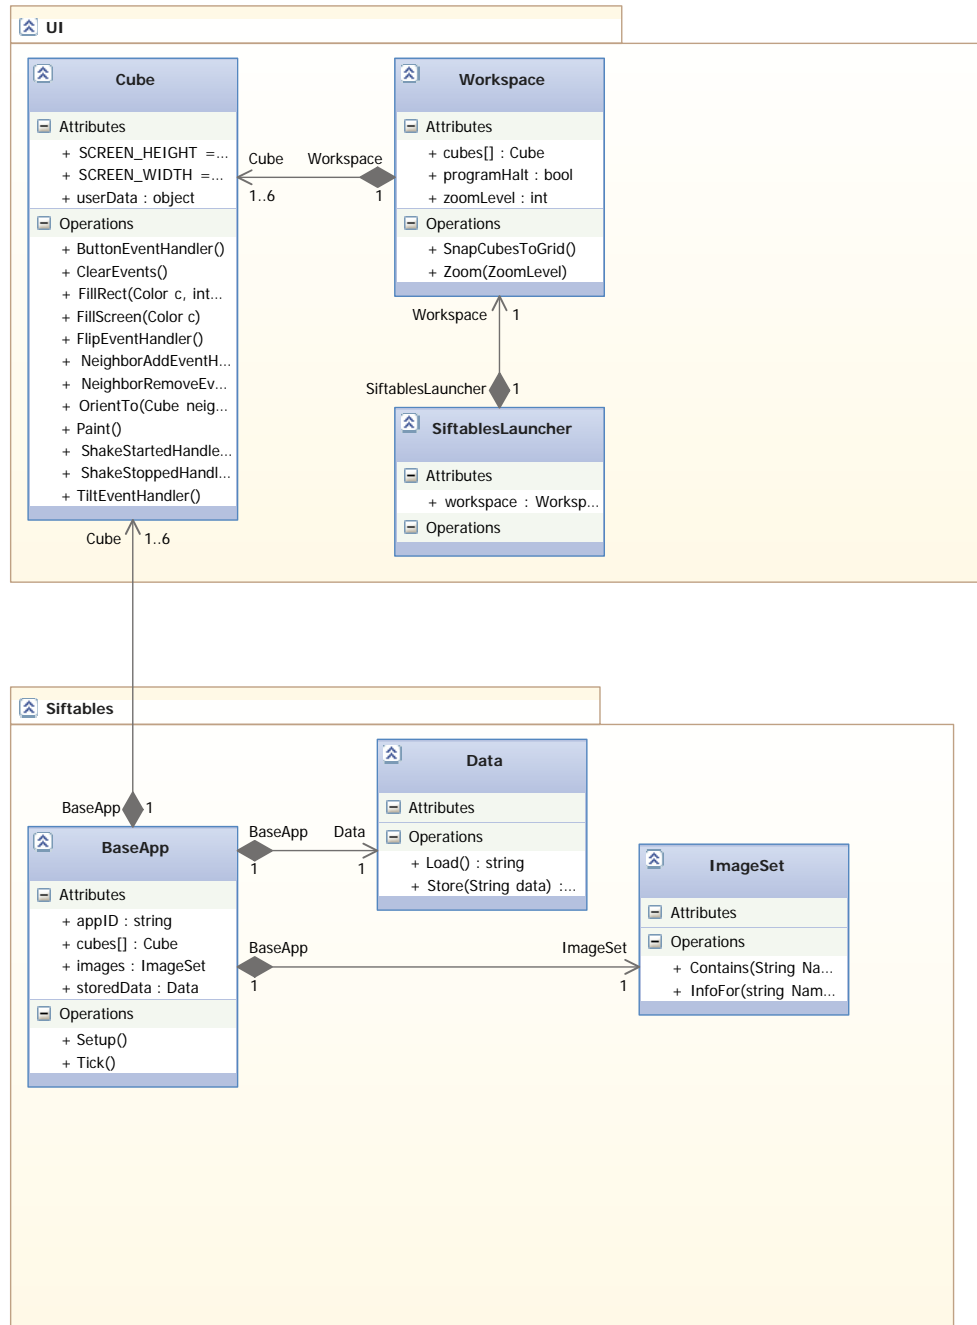 UI
Cube
Attributes
+ SCREEN_HEIGHT =...
+ SCREEN_WIDTH =...
+ userData : object
Operations
+ ButtonEventHandler()
+ ClearEvents()
+ FillRect(Color c, int...
+ FillScreen(Color c)
+ FlipEventHandler()
+ NeighborAddEventH...
+ NeighborRemoveEv...
+ OrientTo(Cube neig...
+ Paint()
+ ShakeStartedHandle...
+ ShakeStoppedHandl...
+ TiltEventHandler()
Cube Workspace
1..6 1
Workspace
Attributes
+ cubes[] : Cube
+ programHalt : bool
+ zoomLevel : int
Operations
+ SnapCubesToGrid()
+ Zoom(ZoomLevel)
Workspace 1
SiftablesLauncher 1
SiftablesLauncher
Attributes
+ workspace : Worksp...
Operations
Cube 1..6
Siftables
BaseApp 1
BaseApp
Attributes
+ appID : string
+ cubes[] : Cube
+ images : ImageSet
+ storedData : Data
Operations
+ Setup()
+ Tick()
BaseApp Data
1 1
Data
Attributes
Operations
+ Load() : string
+ Store(String data) :...
BaseApp ImageSet
1 1
ImageSet
Attributes
Operations
+ Contains(String Na...
+ InfoFor(string Nam...